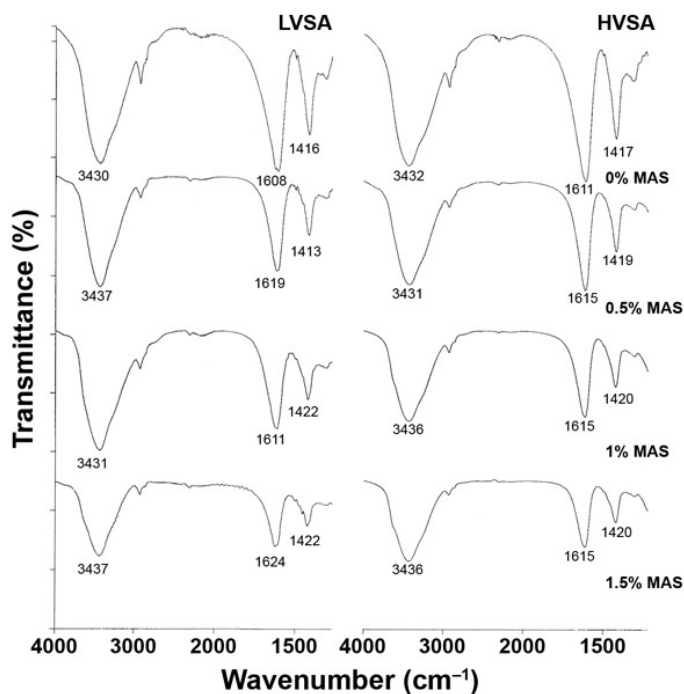 LVSA
HVSA
Transmittance (%)
3430
1608
1416
3432
1611
1417
0% MAS
3437
1619
1413
3431
1615
1419
0.5% MAS
3431
1611
1422
3436
1615
1420
1% MAS
3437
1624
1422
3436
1615
1420
1.5% MAS
4000 3000 2000 1500 4000 3000 2000 1500
Wavenumber (cm⁻¹)